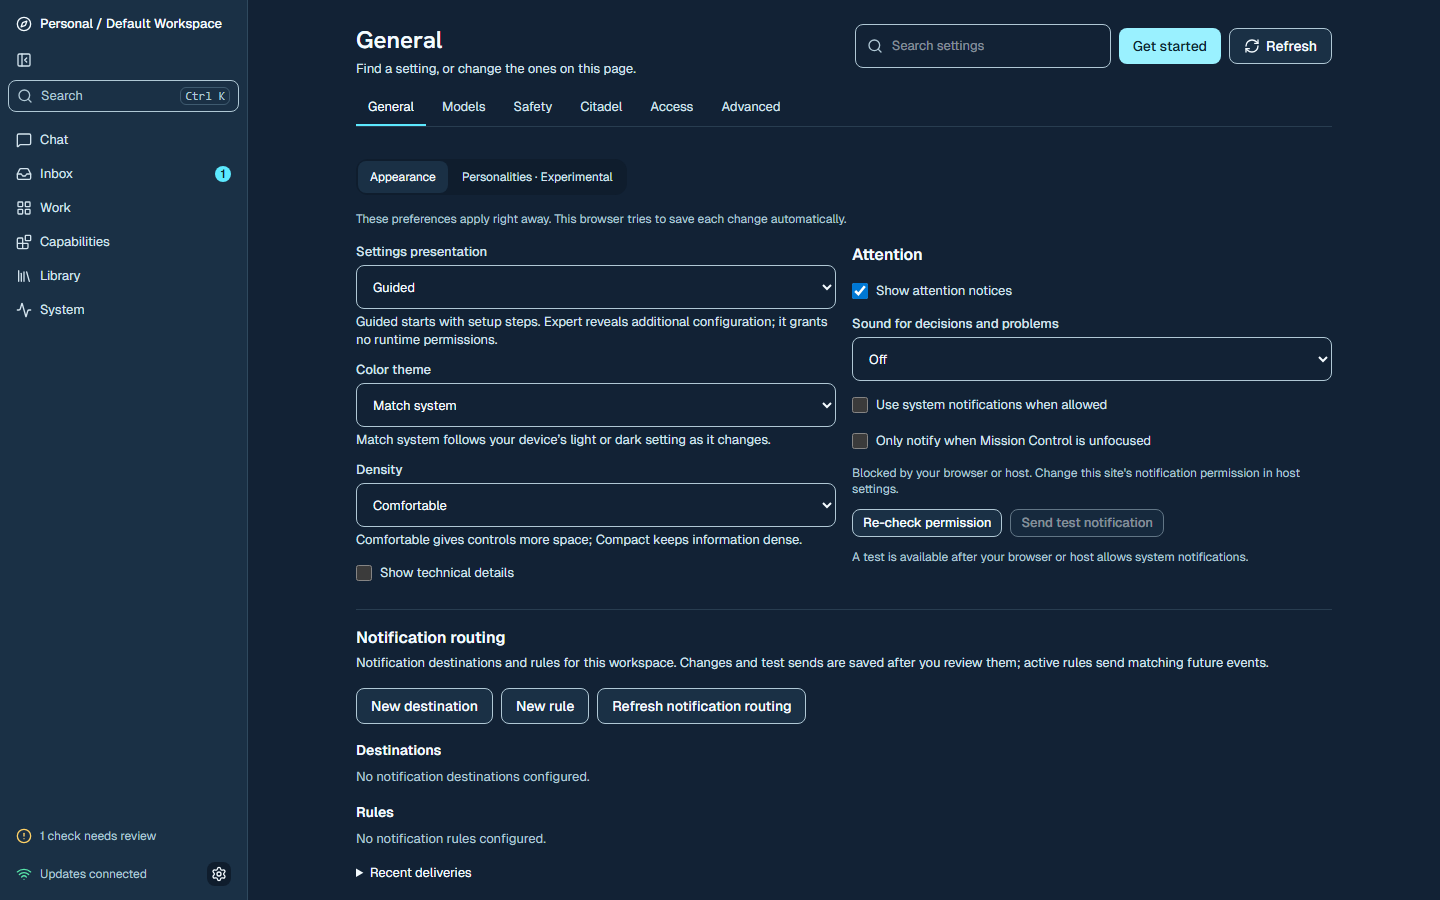 Personal / Default Workspace
Search
Ctrl K
Chat
Inbox
1
Work
Capabilities
Library
System
1 check needs review
Updates connected
General
Find a setting, or change the ones on this page.
Search settings
Get started
Refresh
General
Models
Safety
Citadel
Access
Advanced
Appearance
Personalities · Experimental
These preferences apply right away. This browser tries to save each change automatically.
Settings presentation
Guided
Guided starts with setup steps. Expert reveals additional configuration; it grants
no runtime permissions.
Color theme
Match system
Match system follows your device's light or dark setting as it changes.
Density
Comfortable
Comfortable gives controls more space; Compact keeps information dense.
Show technical details
Attention
Show attention notices
Sound for decisions and problems
Off
Use system notifications when allowed
Only notify when Mission Control is unfocused
Blocked by your browser or host. Change this site's notification permission in host
settings.
Re-check permission
Send test notification
A test is available after your browser or host allows system notifications.
Notification routing
Notification destinations and rules for this workspace. Changes and test sends are saved after you review them; active rules send matching future events.
New destination
New rule
Refresh notification routing
Destinations
No notification destinations configured.
Rules
No notification rules configured.
Recent deliveries